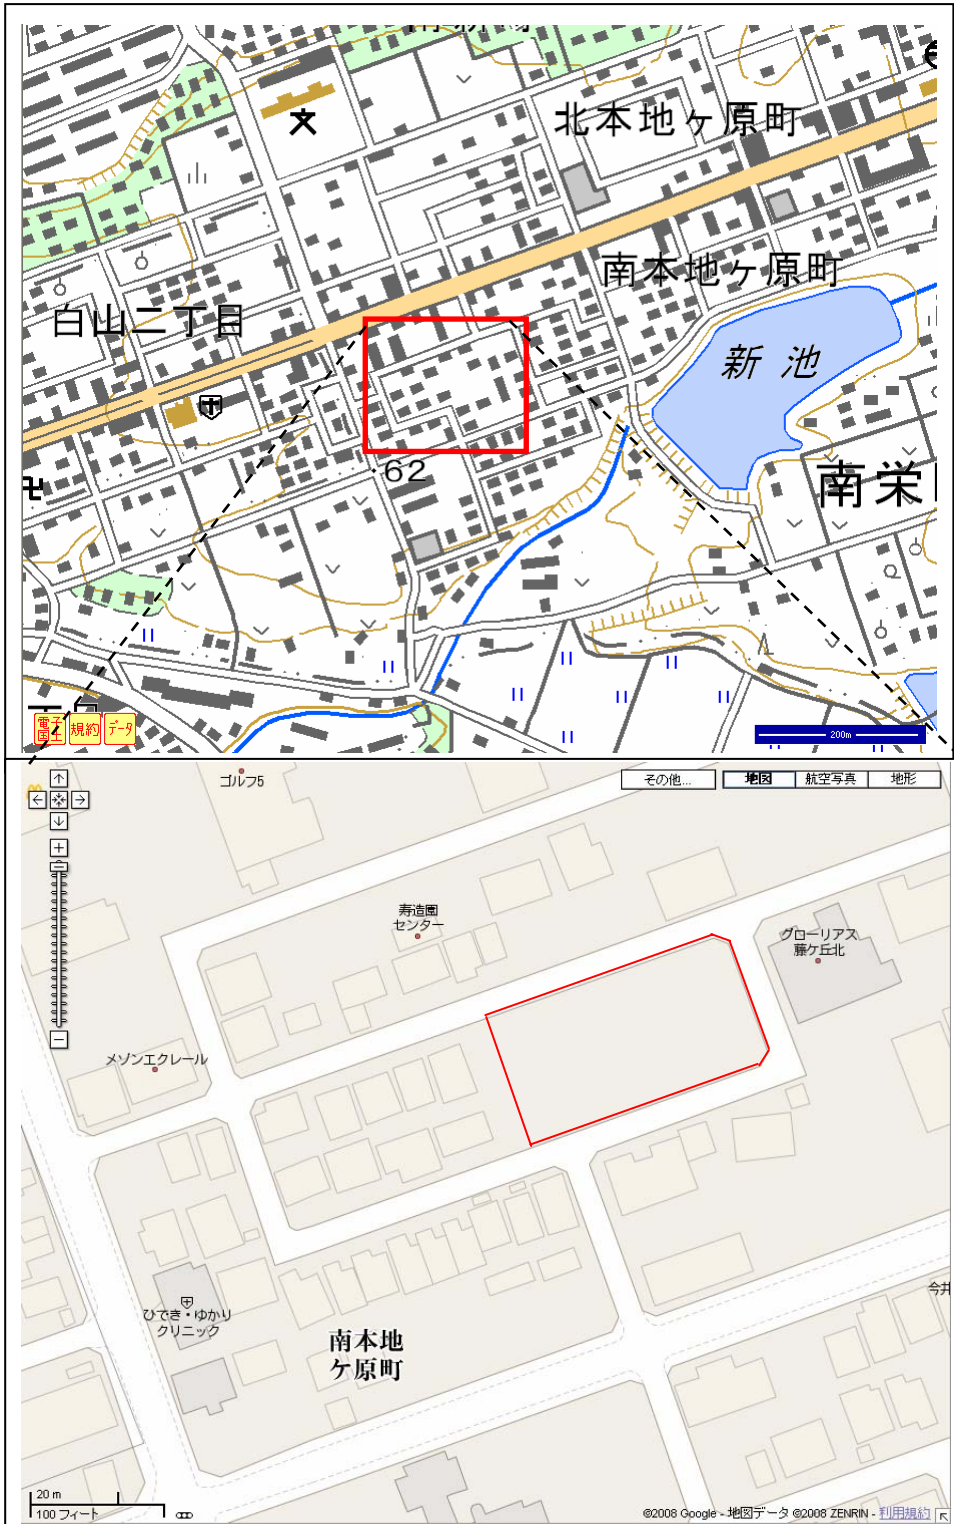 北本地ヶ原町
南本地ヶ原町
白山二丁目
新池
62
電子国土
規約
データ
200m
ゴルフ5
その他...
地図
航空写真
地形
寿造園
センター
グローリアス
藤ケ丘北
メゾンエクレール
ひでき・ゆかり
クリニック
南本地
ケ原町
今井
20 m
100 フィート
©2008 Google - 地図データ ©2008 ZENRIN - 利用規約